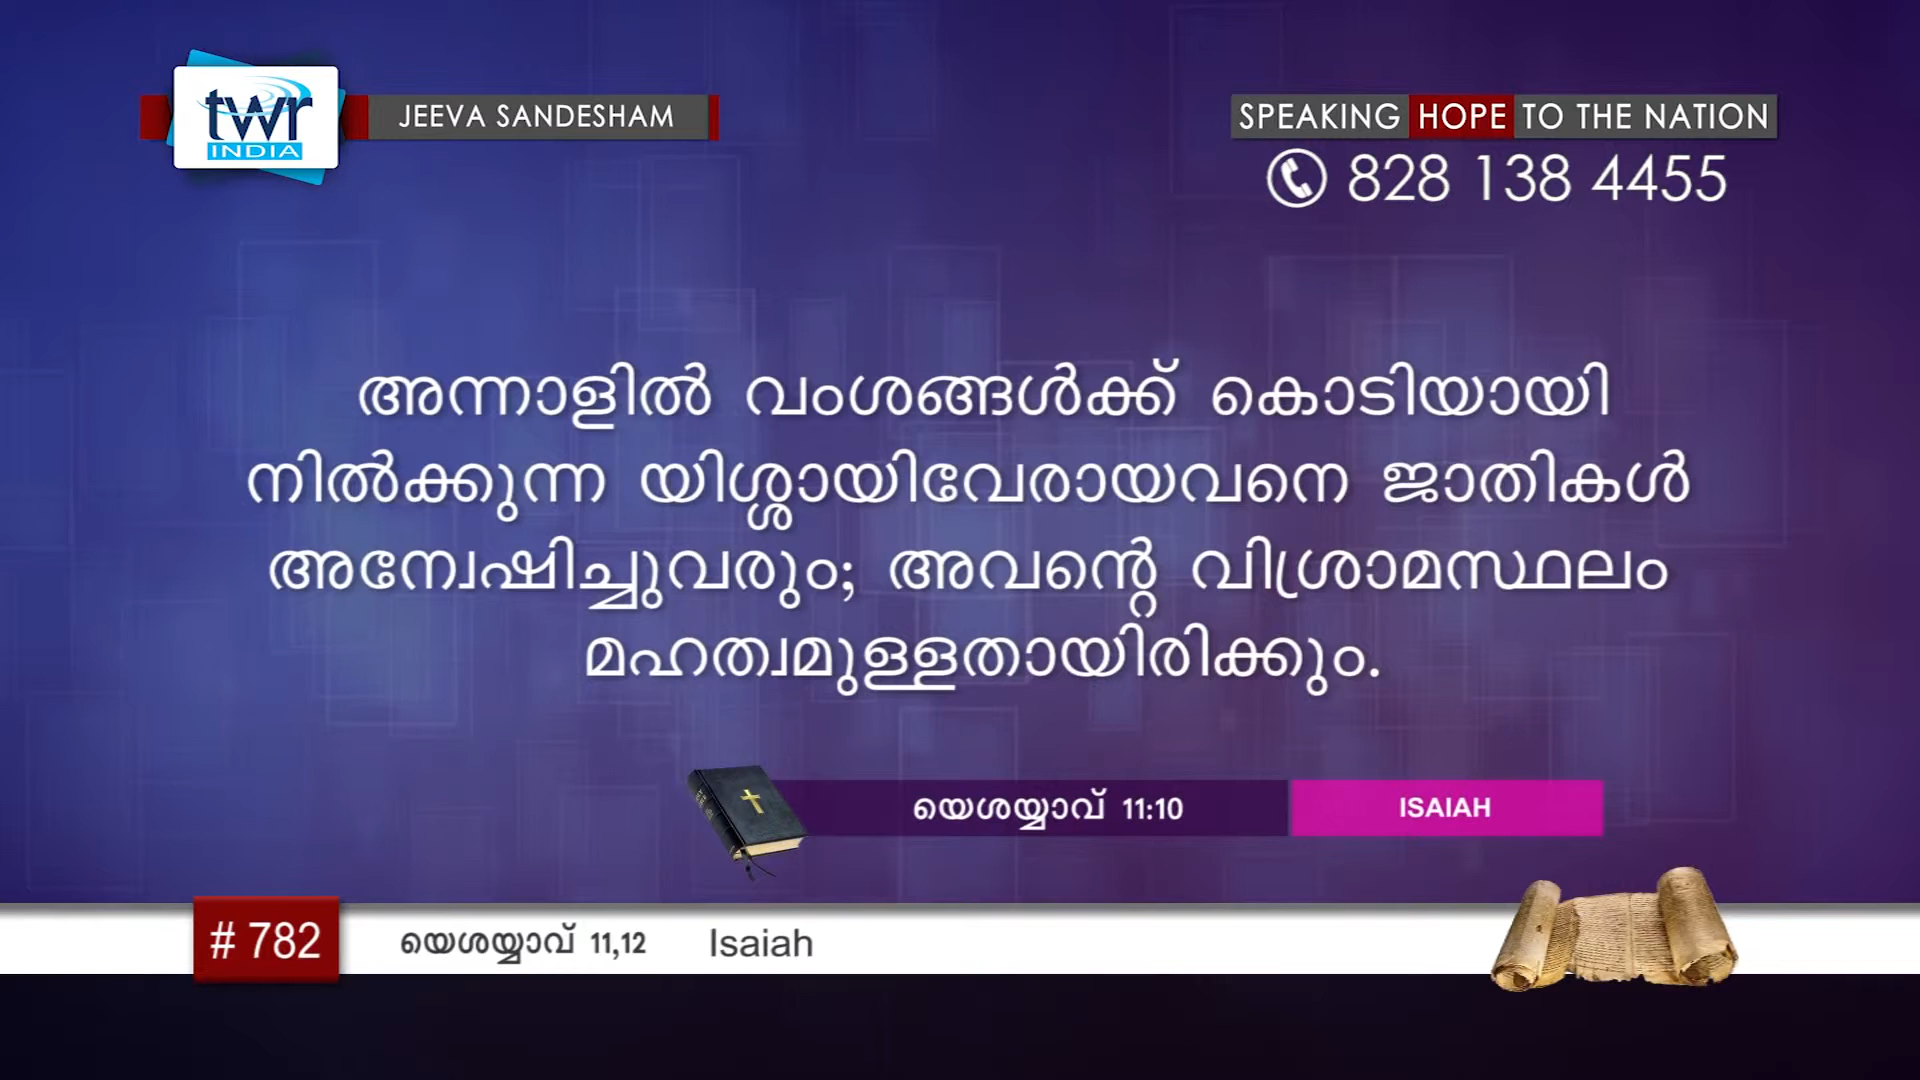 twr
INDIA
JEEVA SANDESHAM
SPEAKING HOPE TO THE NATION
828 138 4455
അന്നാളിൽ വംശങ്ങൾക്ക് കൊടിയായി
നിൽക്കുന്ന യിശ്ശായിവേരായവനെ ജാതികൾ
അന്വേഷിച്ചുവരും; അവന്റെ വിശ്രാമസ്ഥലം
മഹത്വമുള്ളതായിരിക്കും.
യെശയ്യാവ് 11:10
ISAIAH
# 782
യെശയ്യാവ് 11,12
Isaiah